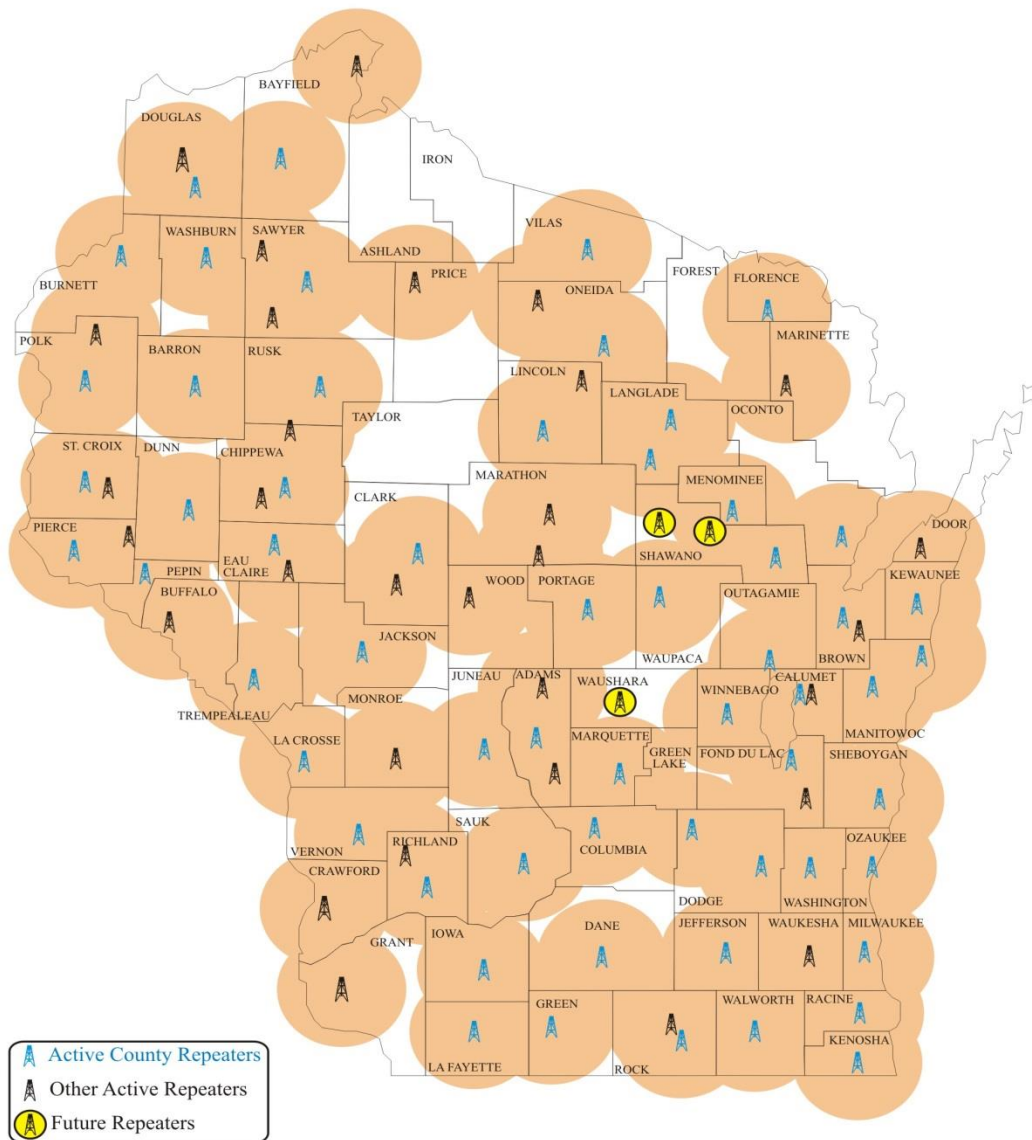 BAYFIELD
DOUGLAS
IRON
WASHBURN
SAWYER
VILAS
ASHLAND
PRICE
FOREST
FLORENCE
BURNETT
ONEIDA
POLK
BARRON
RUSK
MARINETTE
LINCOLN
LANGLADE
TAYLOR
OCONTO
ST. CROIX
DUNN
CHIPPEWA
MARATHON
MENOMINEE
CLARK
PIERCE
DOOR
EAU
CLAIRE
SHAWANO
PEPIN
WOOD
PORTAGE
KEWAUNEE
BUFFALO
OUTAGAMIE
JACKSON
WAUPACA
BROWN
JUNEAU
ADAMS
WAUSHARA
CALUMET
MONROE
WINNEBAGO
TREMPEALEAU
MANITOWOC
LA CROSSE
MARQUETTE
GREEN
LAKE
FOND DU LAC
SHEBOYGAN
SAUK
VERNON
RICHLAND
COLUMBIA
OZAUKEE
CRAWFORD
DODGE
WASHINGTON
GRANT
IOWA
DANE
JEFFERSON
WAUKESHA
MILWAUKEE
GREEN
WALWORTH
RACINE
KENOSHA
LA FAYETTE
ROCK
Active County Repeaters
Other Active Repeaters
Future Repeaters